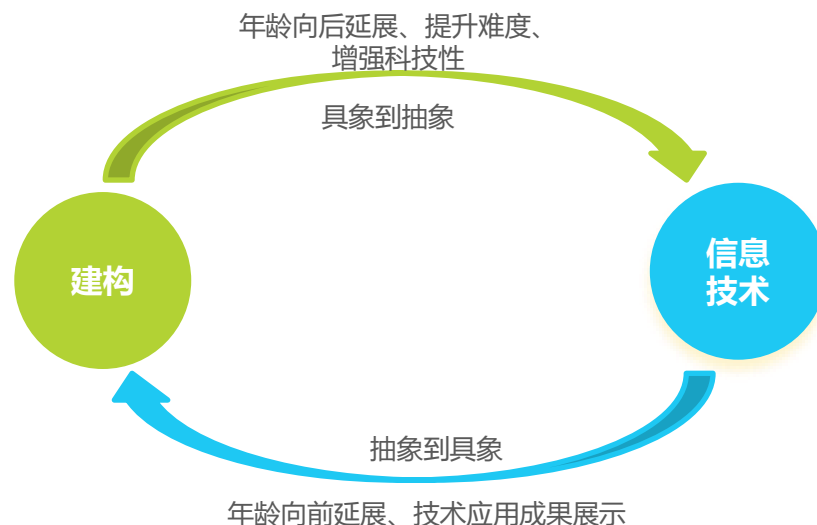 年龄向后延展、提升难度、
增强科技性
具象到抽象
建构
信息
技术
抽象到具象
年龄向前延展、技术应用成果展示